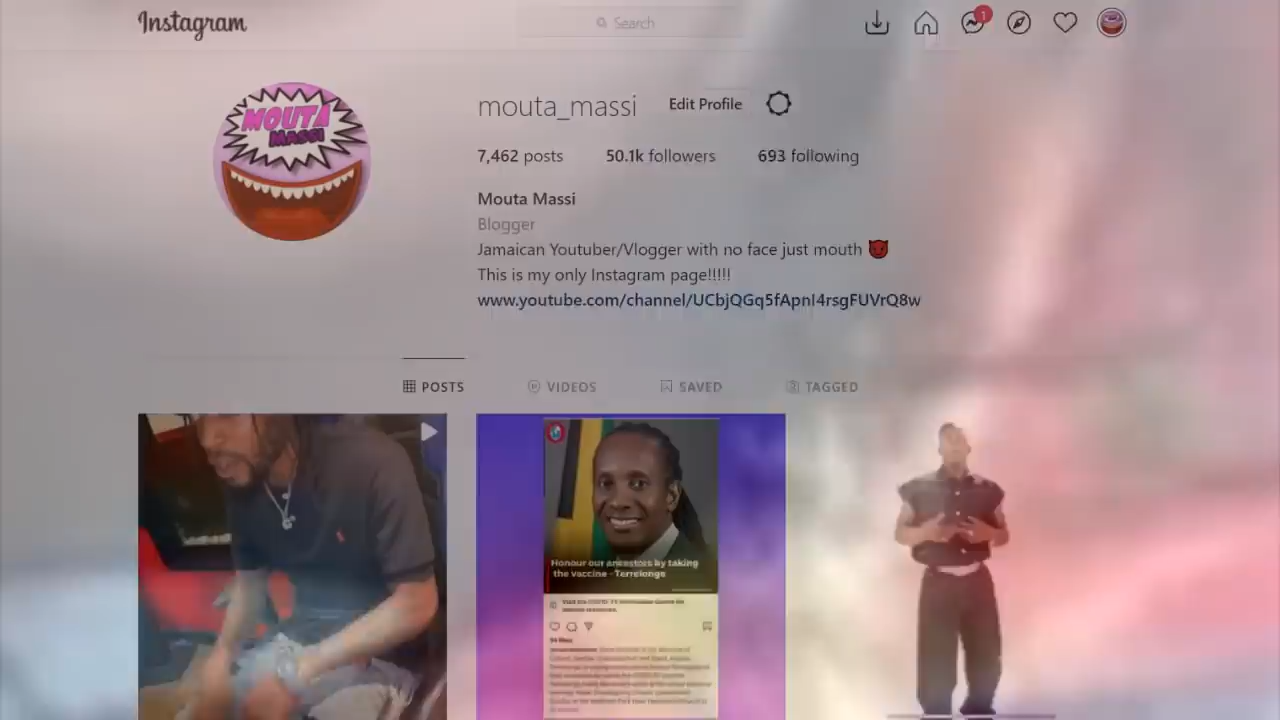 Instagram
Search
1
MOUTA
MASSI
mouta_massi Edit Profile
7,462 posts 50.1k followers 693 following
Mouta Massi
Blogger
Jamaican Youtuber/Vlogger with no face just mouth
This is my only Instagram page!!!!!
www.youtube.com/channel/UCbjQGq5fApnI4rsgFUVrQ8w
POSTS VIDEOS SAVED TAGGED
Honour our ancestors by taking
the vaccine - Terrelonge